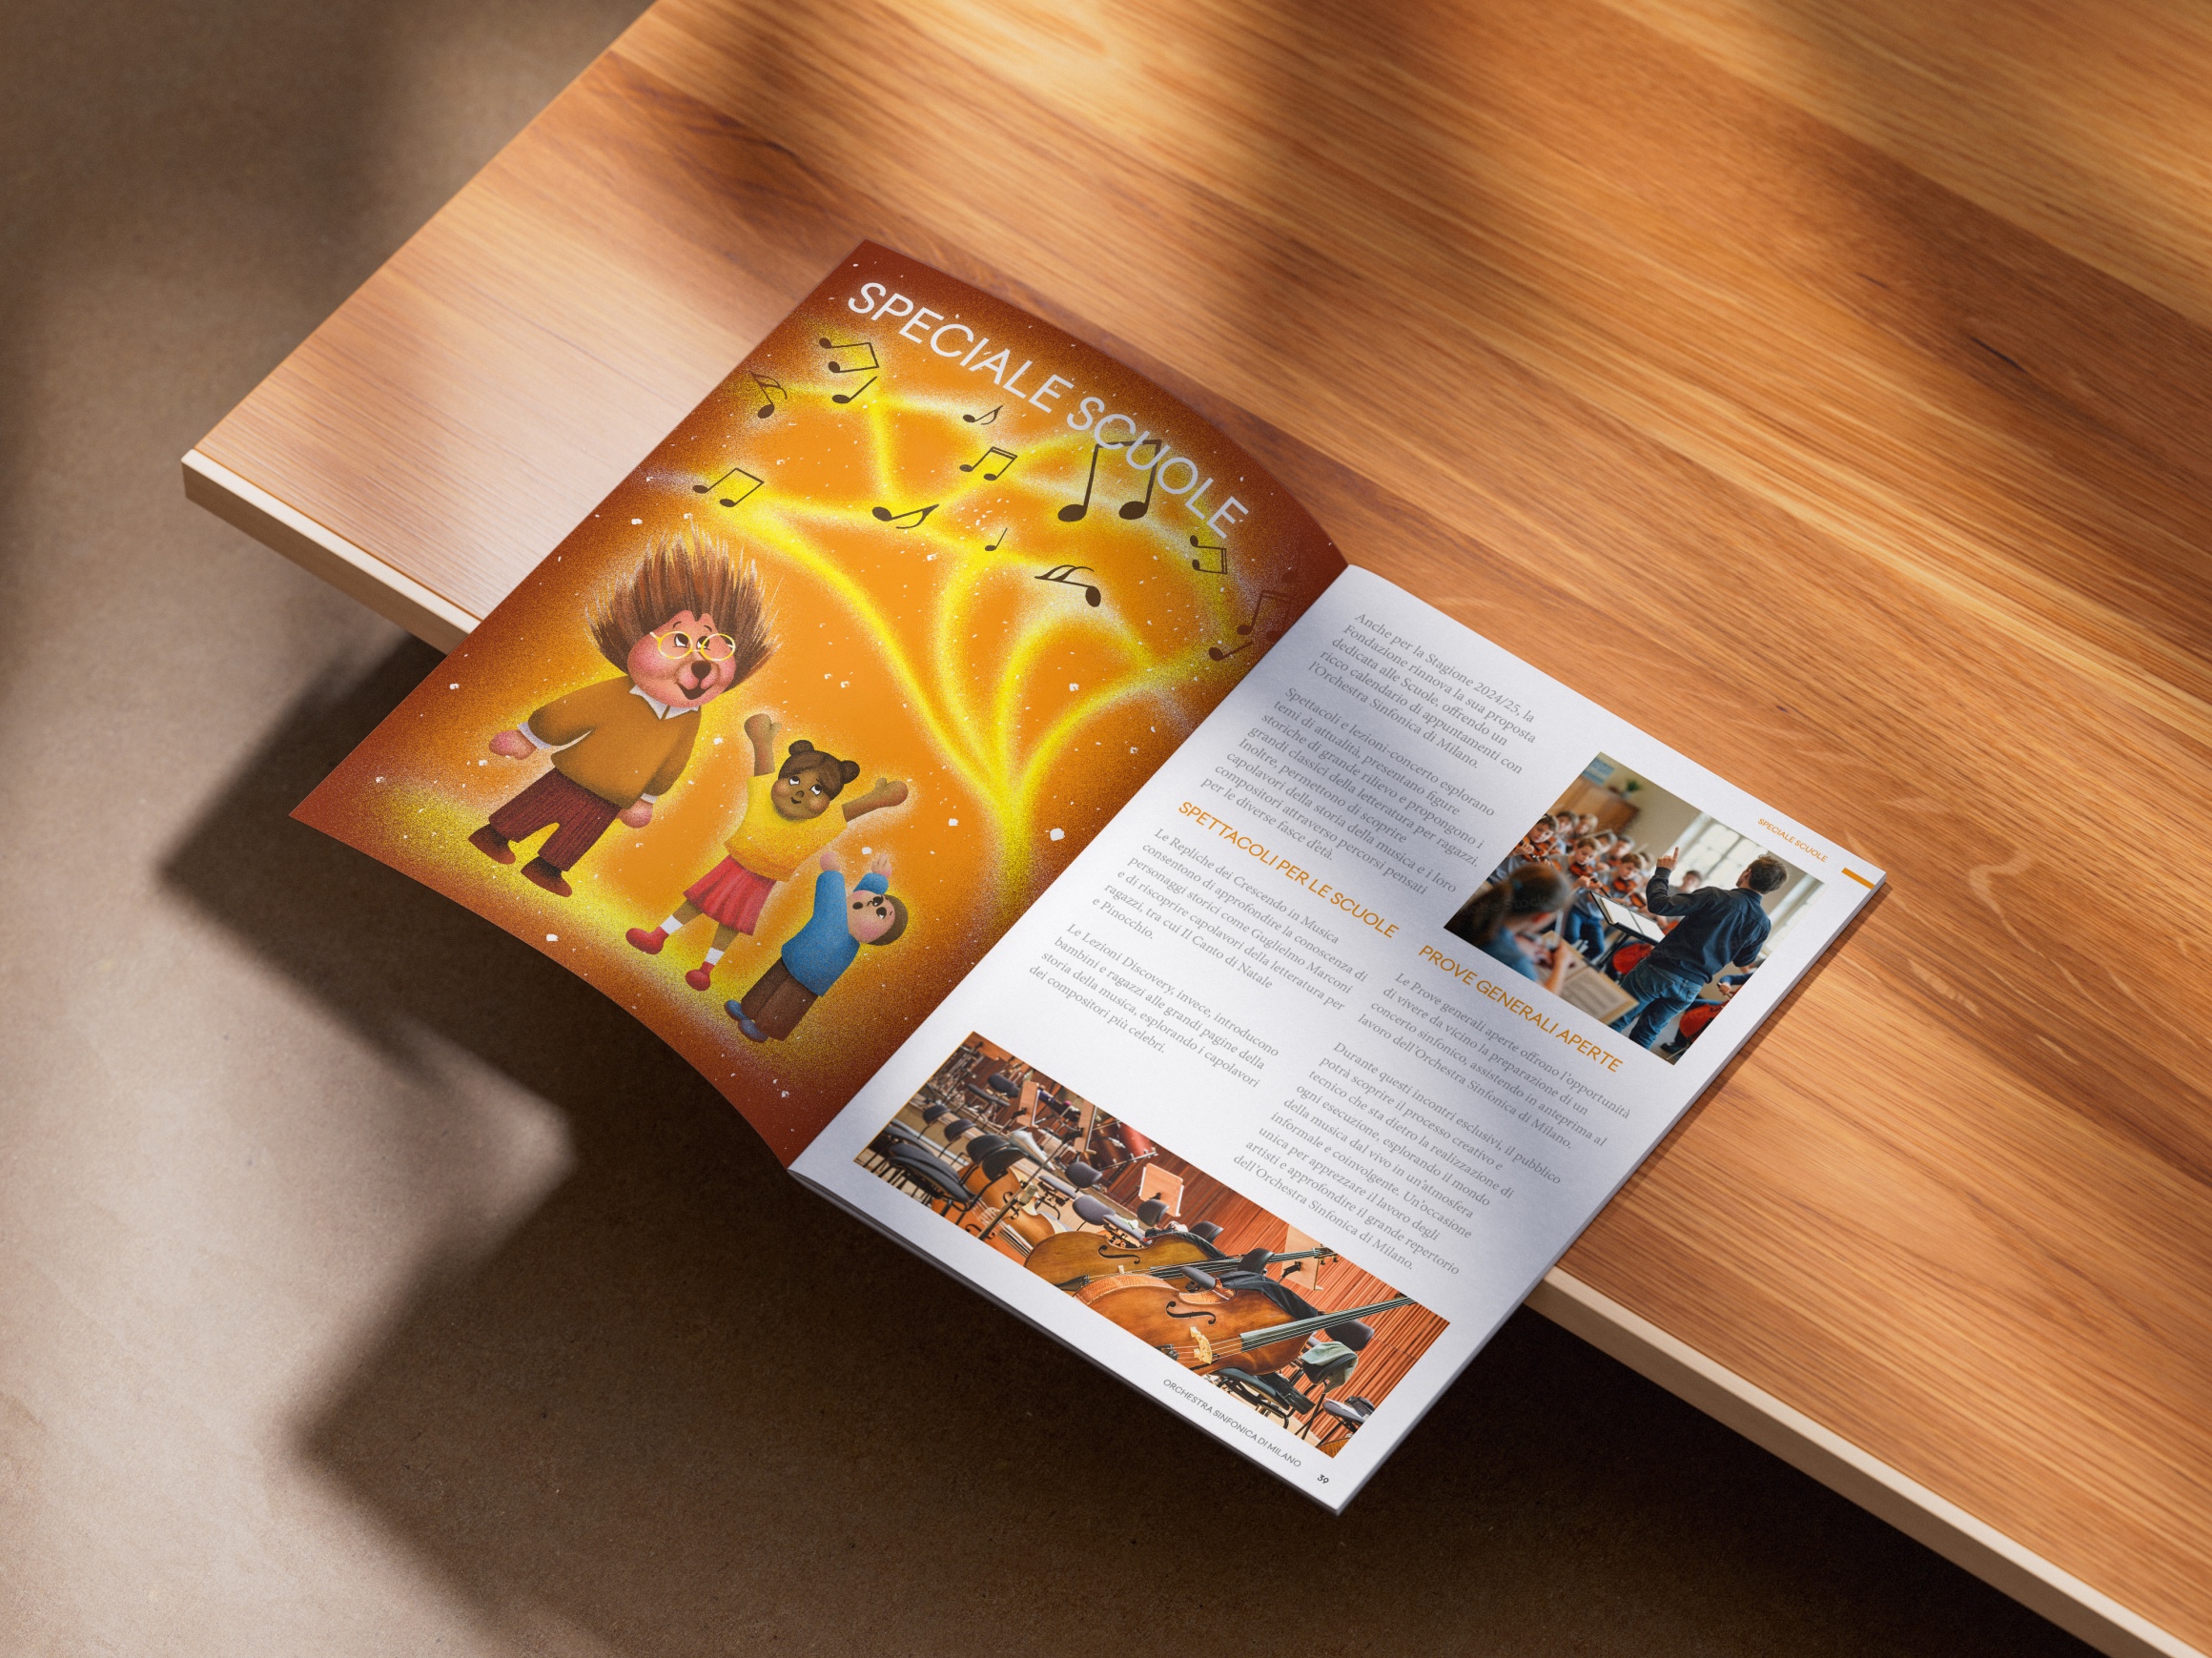 SPECIALE SCUOLE
SPECIALE SCUOLE
Anche per la Stagione 2024/25, la
Fondazione rinnova la sua proposta
dedicata alle Scuole, offrendo un
ricco calendario di appuntamenti con
l'Orchestra Sinfonica di Milano.
Spettacoli e lezioni-concerto esplorano
temi di attualità, presentano figure
storiche di grande rilievo e propongono i
grandi classici della letteratura per ragazzi.
Inoltre, permettono di scoprire
capolavori della storia della musica e i loro
compositori attraverso percorsi pensati
per le diverse fasce d'età.
SPETTACOLI PER LE SCUOLE
Le Repliche dei Crescendo in Musica
consentono di approfondire la conoscenza di
personaggi storici come Guglielmo Marconi
e di riscoprire capolavori della letteratura per
ragazzi, tra cui Il Canto di Natale
e Pinocchio.
Le Lezioni Discovery, invece, introducono
bambini e ragazzi alle grandi pagine della
storia della musica, esplorando i capolavori
dei compositori più celebri.
PROVE GENERALI APERTE
Le Prove generali aperte offrono l'opportunità
di vivere da vicino la preparazione di un
concerto sinfonico, assistendo in anteprima al
lavoro dell'Orchestra Sinfonica di Milano.
Durante questi incontri esclusivi, il pubblico
potrà scoprire il processo creativo e
tecnico che sta dietro la realizzazione di
ogni esecuzione, esplorando il mondo
della musica dal vivo in un'atmosfera
informale e coinvolgente. Un'occasione
unica per apprezzare il lavoro degli
artisti e approfondire il grande repertorio
dell'Orchestra Sinfonica di Milano.
ORCHESTRA SINFONICA DI MILANO
39